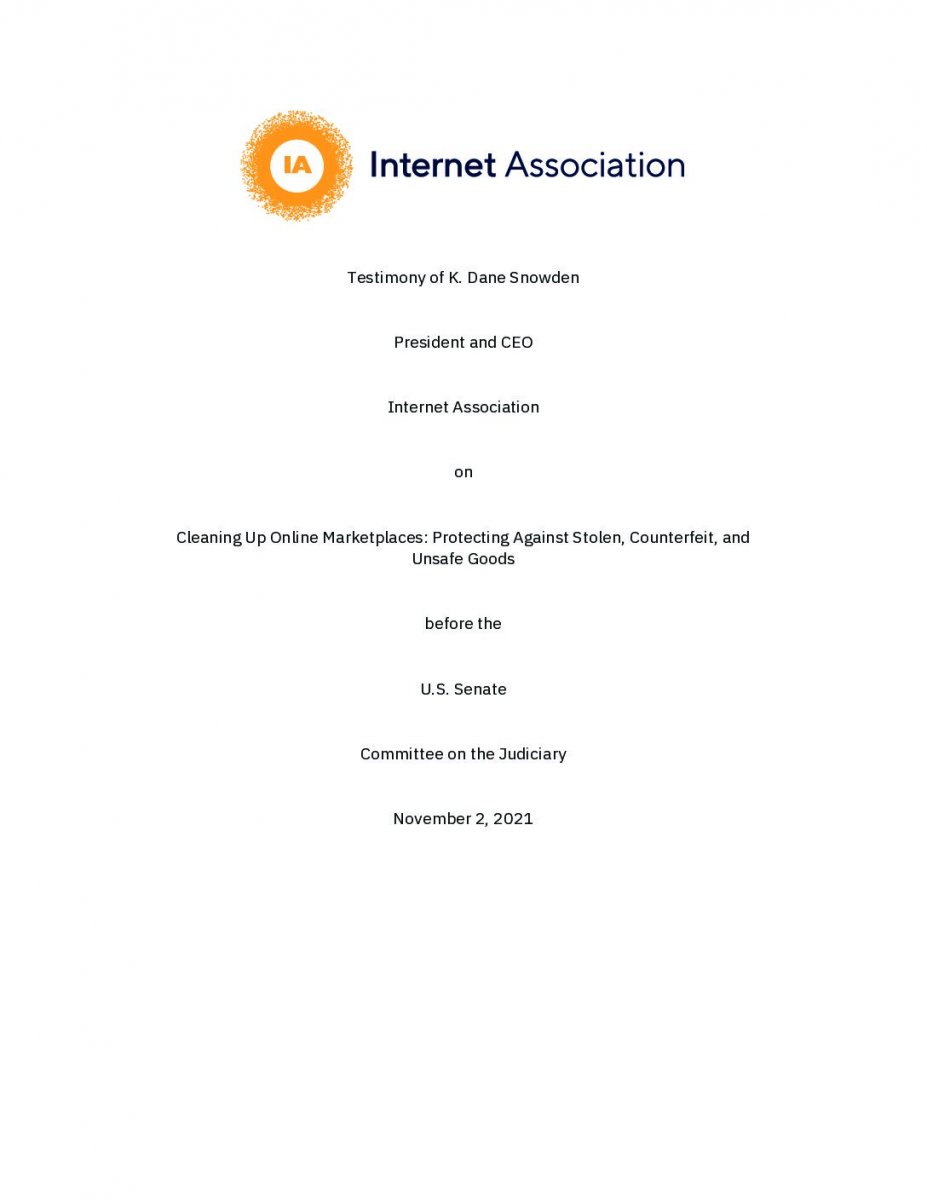 IA
Internet Association
Testimony of K. Dane Snowden
President and CEO
Internet Association
on
Cleaning Up Online Marketplaces: Protecting Against Stolen, Counterfeit, and
Unsafe Goods
before the
U.S. Senate
Committee on the Judiciary
November 2, 2021